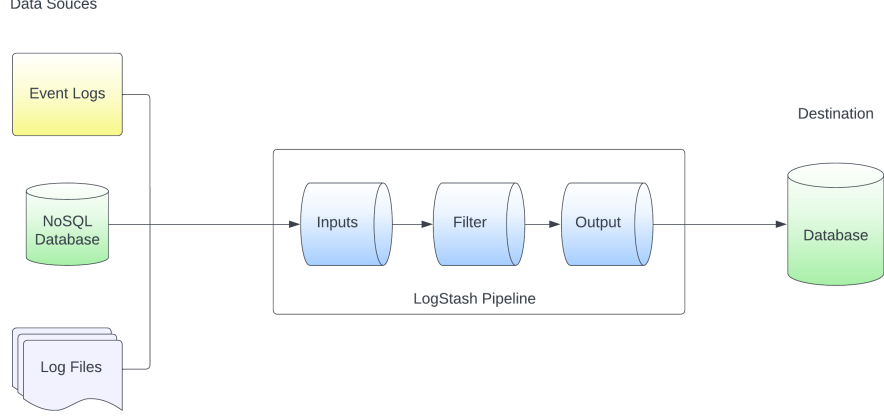 Data Souces
Event Logs
Destination
NoSQL
Database
Inputs
Filter
Output
Database
LogStash Pipeline
Log Files